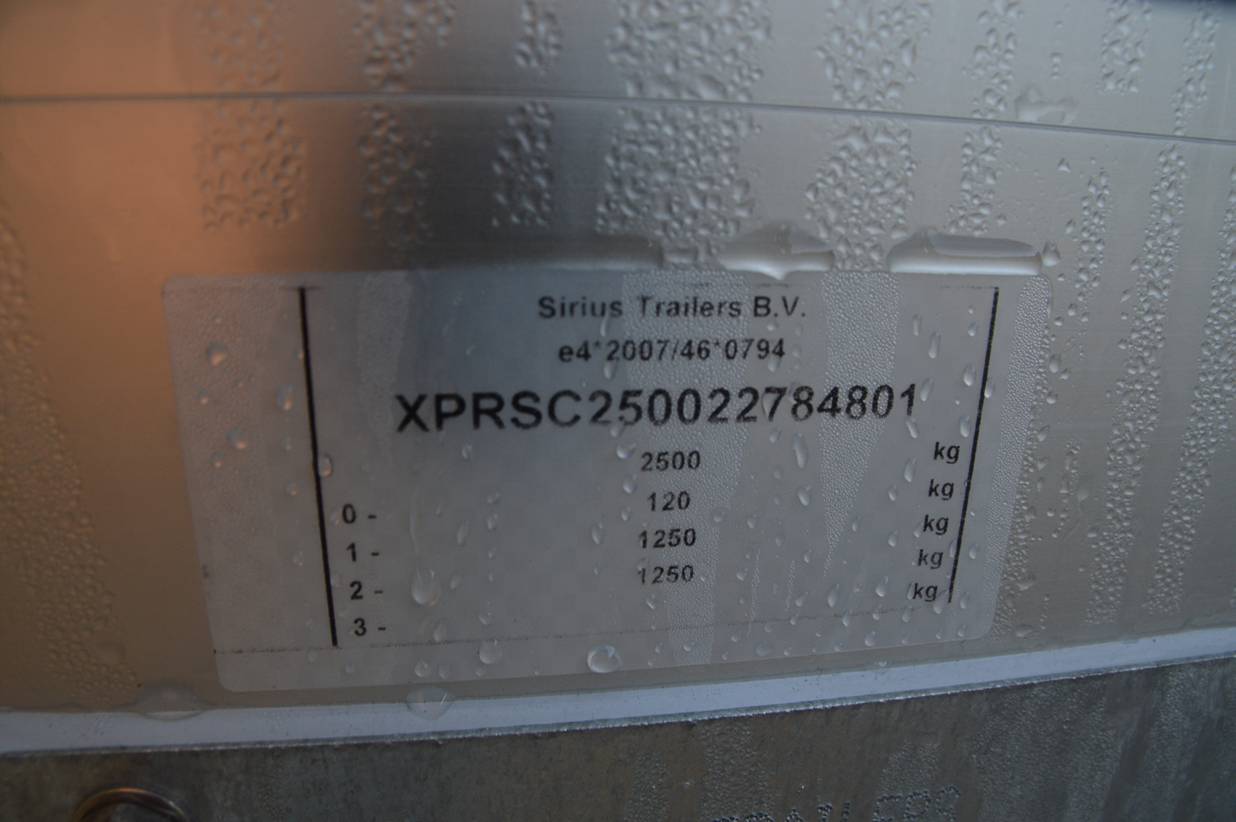 Sirius Trailers B.V.
e4*2007/46*0794
XPRSC250022784801
2500 kg
0 - 120 kg
1 - 1250 kg
2 - 1250 kg
3 - kg